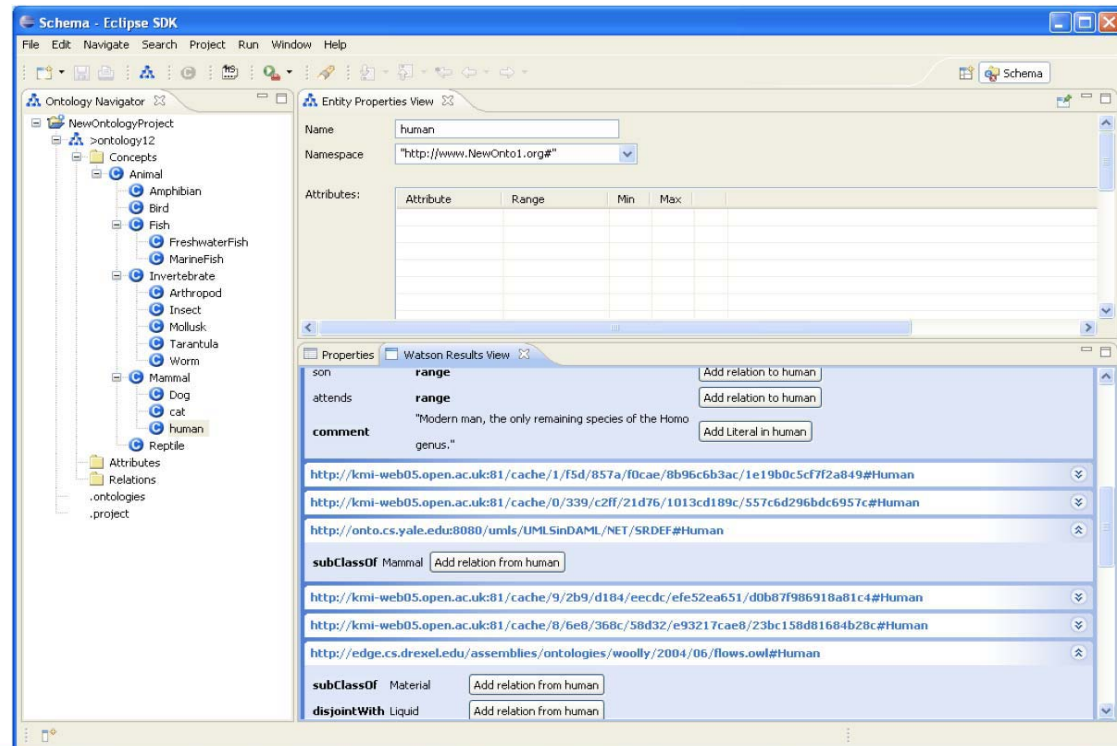 Schema - Eclipse SDK
File Edit Navigate Search Project Run Window Help
Schema
Ontology Navigator
NewOntologyProject
>ontology12
Concepts
Animal
Amphibian
Bird
Fish
FreshwaterFish
MarineFish
Invertebrate
Arthropod
Insect
Mollusk
Tarantula
Worm
Mammal
Dog
cat
human
Reptile
Attributes
Relations
.ontologies
.project
Entity Properties View
Name human
Namespace "http://www.NewOnto1.org#"
Attributes:
Attribute Range Min Max
Properties Watson Results View
son range Add relation to human
attends range Add relation to human
comment "Modern man, the only remaining species of the Homo genus." Add Literal in human
http://kmi-web05.open.ac.uk:81/cache/1/f5d/857a/f0cae/8b96c6b3ac/1e19b0c5cf7f2a849#Human
http://kmi-web05.open.ac.uk:81/cache/0/339/c2ff/21d76/1013cd189c/557c6d296bdc6957c#Human
http://onto.cs.yale.edu:8080/umls/UMLSinDAML/NET/SRDEF#Human
subClassOf Mammal Add relation from human
http://kmi-web05.open.ac.uk:81/cache/9/2b9/d184/eecdc/efe52ea651/d0b87f986918a81c4#Human
http://kmi-web05.open.ac.uk:81/cache/8/6e8/368c/58d32/e93217cae8/23bc158d81684b28c#Human
http://edge.cs.drexel.edu/assemblies/ontologies/woolly/2004/06/flows.owl#Human
subClassOf Material Add relation from human
disjointWith Liquid Add relation from human